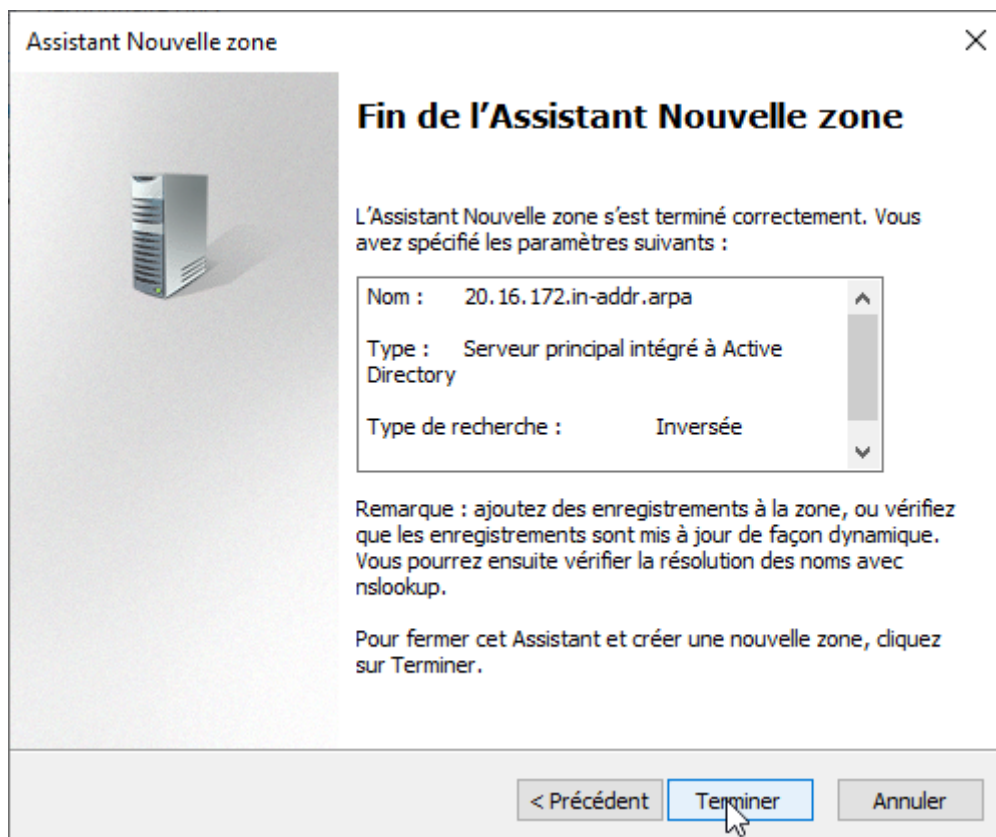 Assistant Nouvelle zone
Fin de l’Assistant Nouvelle zone
L’Assistant Nouvelle zone s’est terminé correctement. Vous
avez spécifié les paramètres suivants :
Nom : 20.16.172.in-addr.arpa
Type : Serveur principal intégré à Active
Directory
Type de recherche : Inversée
Remarque : ajoutez des enregistrements à la zone, ou vérifiez
que les enregistrements sont mis à jour de façon dynamique.
Vous pourrez ensuite vérifier la résolution des noms avec
nslookup.
Pour fermer cet Assistant et créer une nouvelle zone, cliquez
sur Terminer.
< Précédent Terminer Annuler